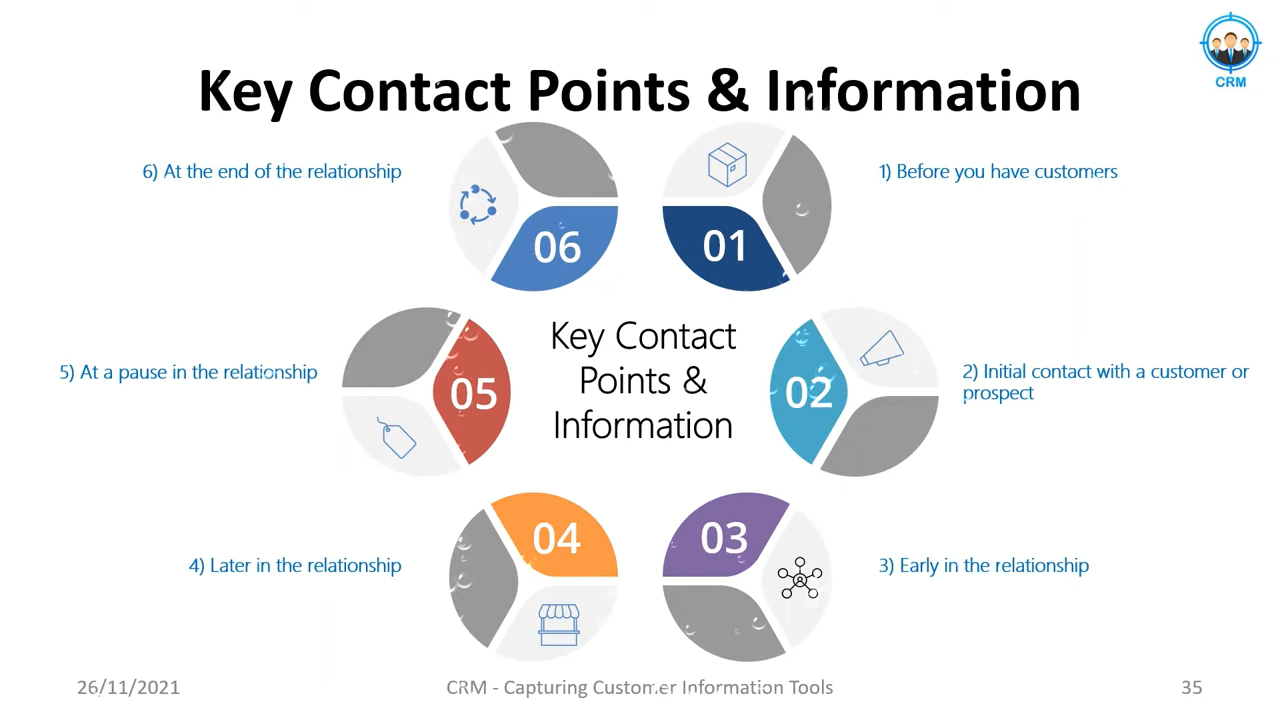 CRM
Key Contact Points & Information
6) At the end of the relationship
1) Before you have customers
06
01
Key Contact
Points &
Information
5) At a pause in the relationship
05
02
2) Initial contact with a customer or
prospect
04
03
4) Later in the relationship
3) Early in the relationship
26/11/2021
CRM - Capturing Customer Information Tools
35